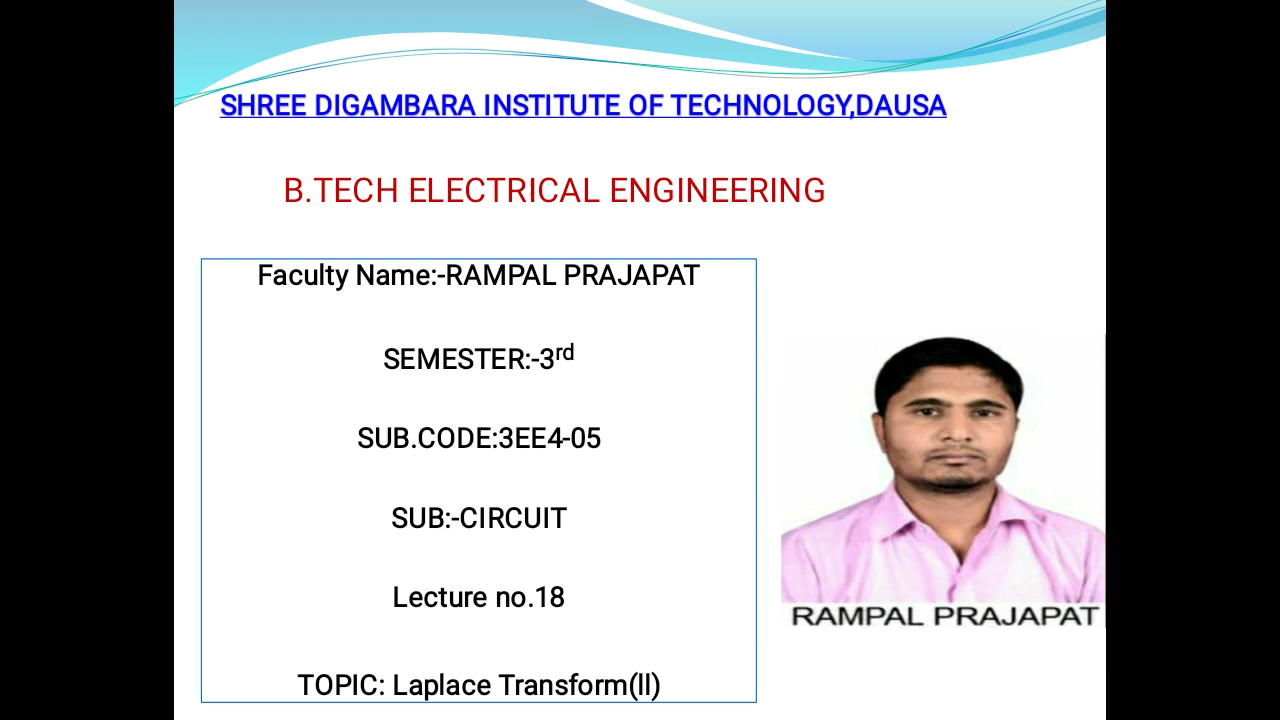 SHREE DIGAMBARA INSTITUTE OF TECHNOLOGY,DAUSA
B.TECH ELECTRICAL ENGINEERING
Faculty Name:-RAMPAL PRAJAPAT
SEMESTER:-3rd
SUB.CODE:3EE4-05
SUB:-CIRCUIT
Lecture no.18
TOPIC: Laplace Transform(ll)
RAMPAL PRAJAPAT